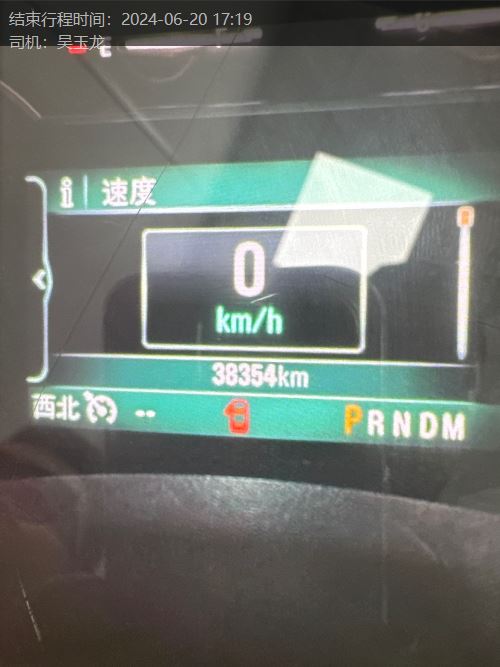 结束行程时间：2024-06-20 17:19
司机：吴玉龙
E
i 速度
0
km/h
38354km
西北 -- PRNDM